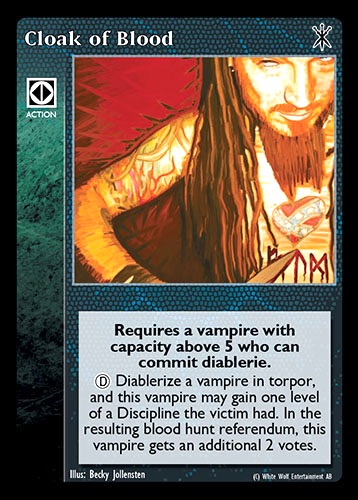 Cloak of Blood
ACTION
Requires a vampire with
capacity above 5 who can
commit diablerie.
Ⓓ Diablerize a vampire in torpor,
and this vampire may gain one level
of a Discipline the victim had. In the
resulting blood hunt referendum, this
vampire gets an additional 2 votes.
Illus: Becky Jollensten
(C) White Wolf Entertainment AB